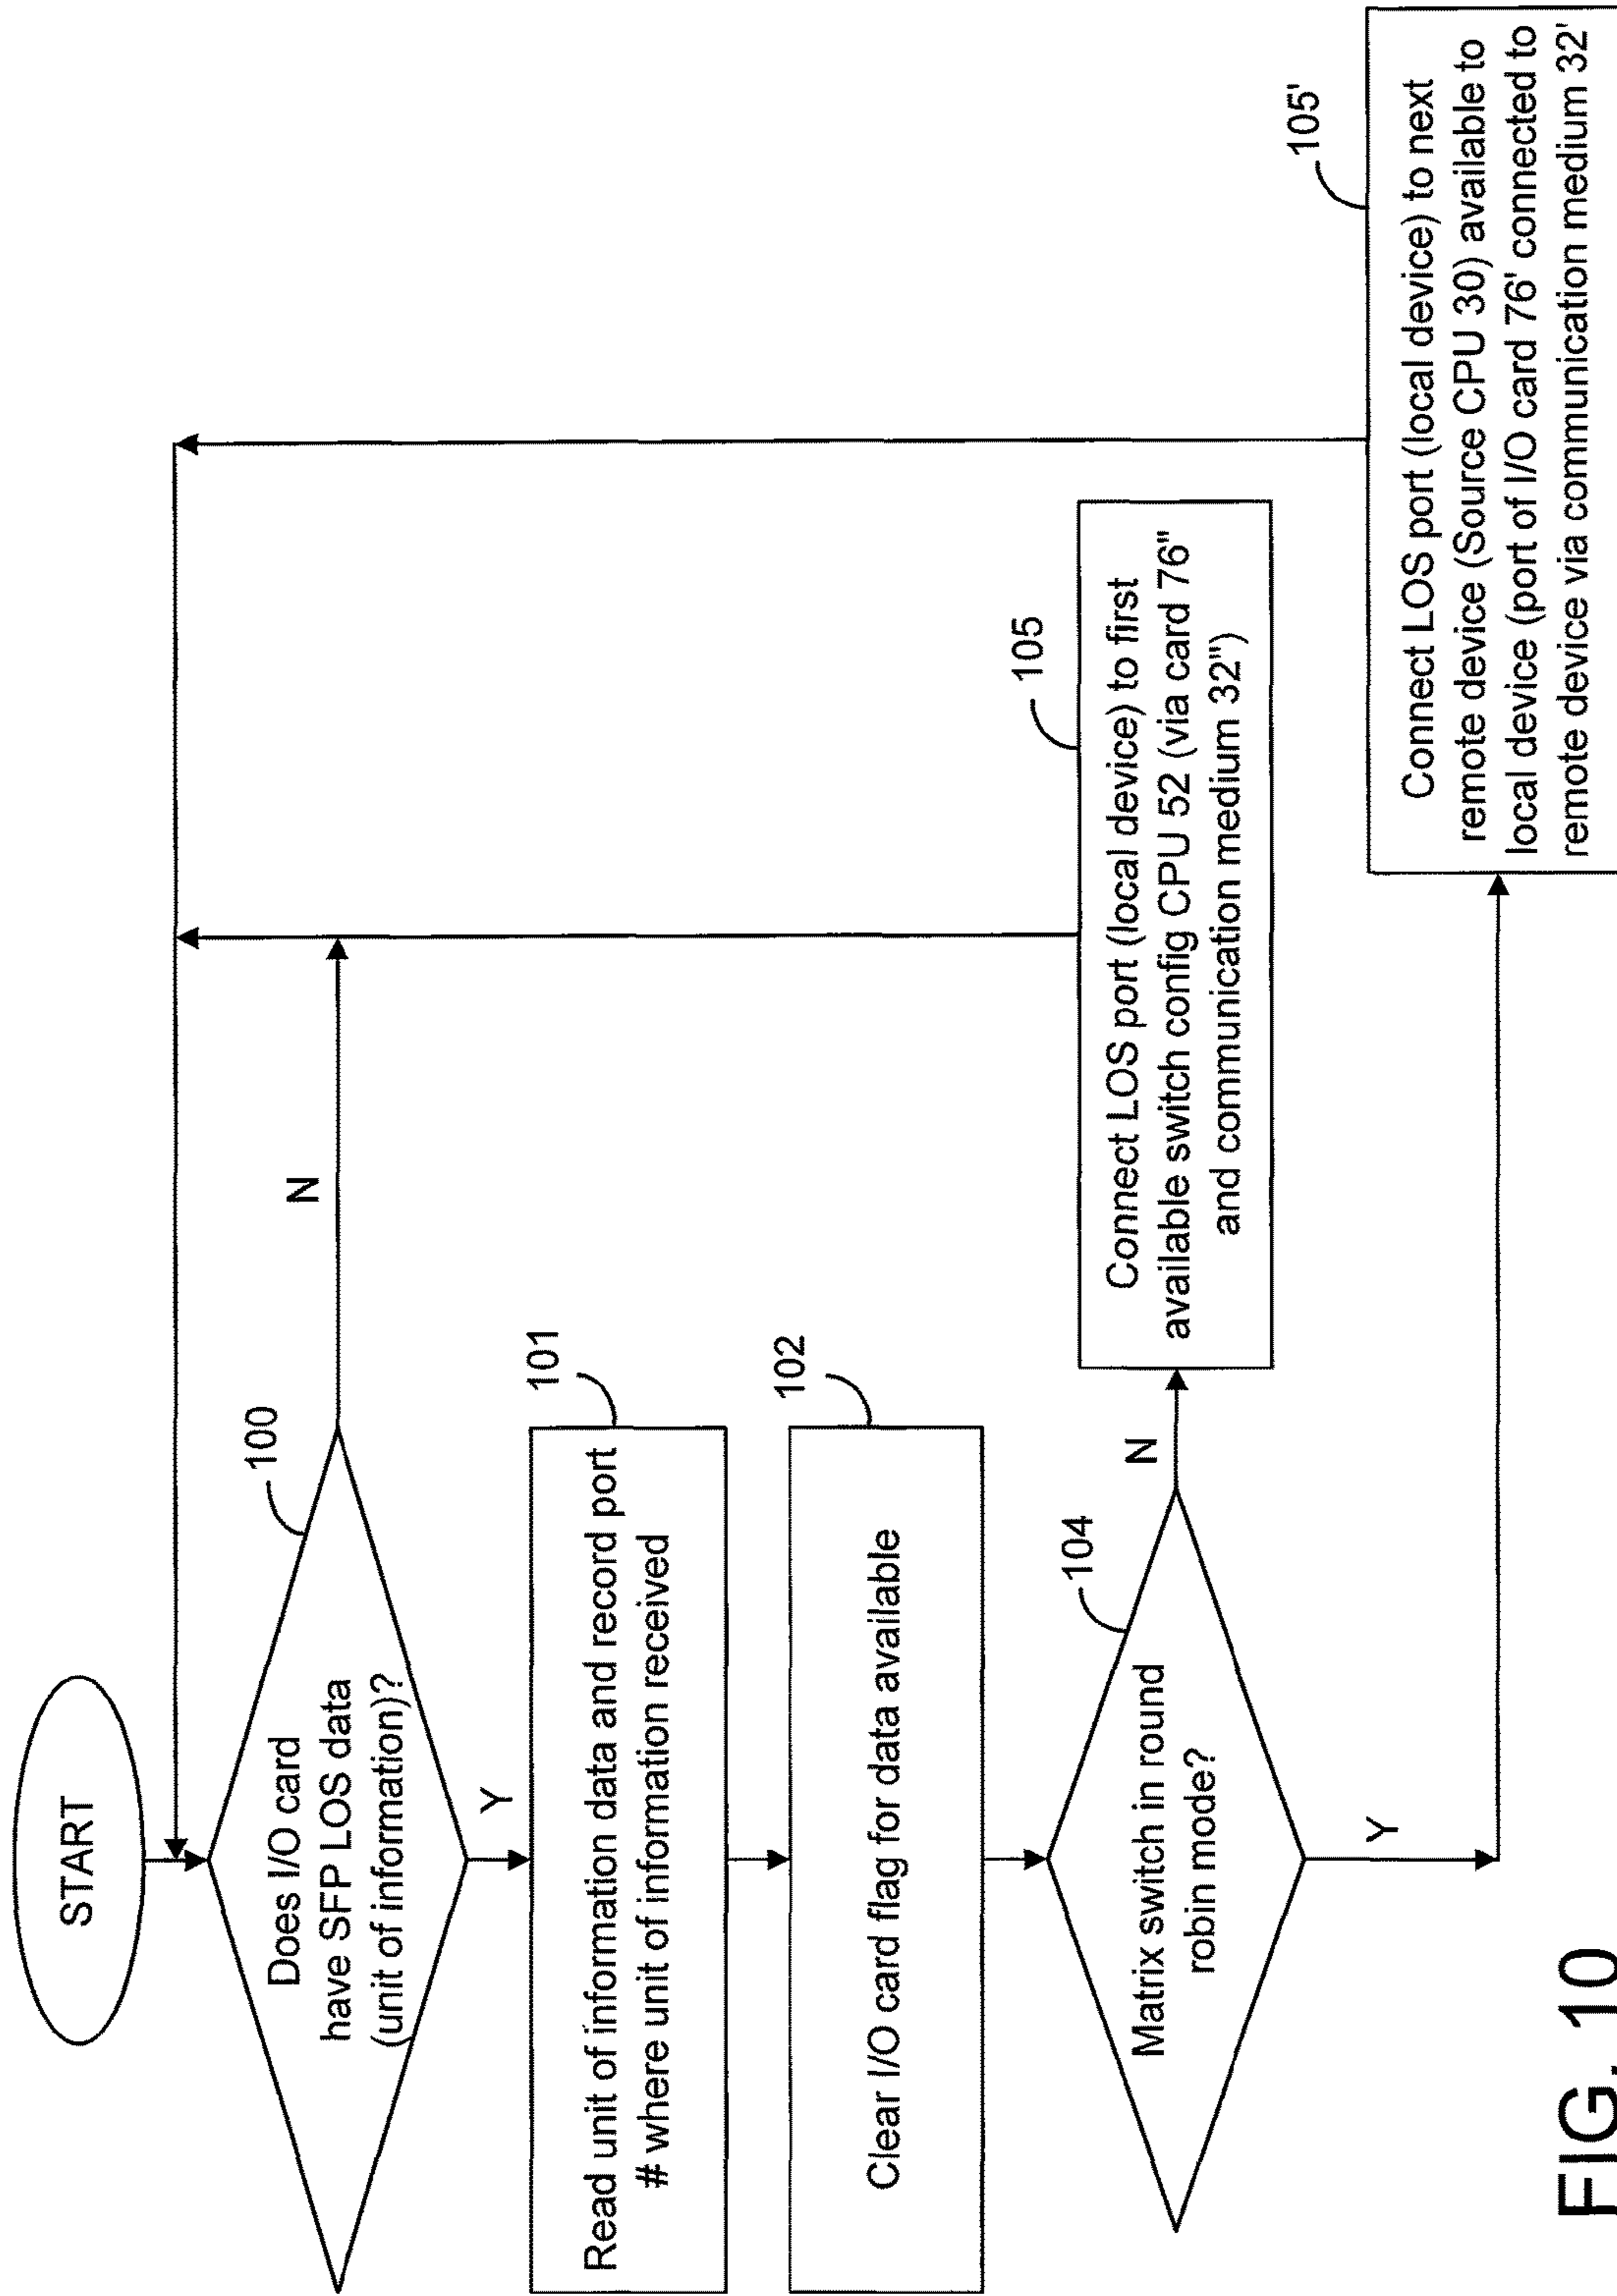 START
100
Does I/O card
have SFP LOS data
(unit of information)?
N
Y
101
Read unit of information data and record port
# where unit of information received
102
Clear I/O card flag for data available
104
Matrix switch in round
robin mode?
N
Y
105
Connect LOS port (local device) to first
available switch config CPU 52 (via card 76"
and communication medium 32")
105'
Connect LOS port (local device) to next
remote device (Source CPU 30) available to
local device (port of I/O card 76' connected to
remote device via communication medium 32'
FIG. 10